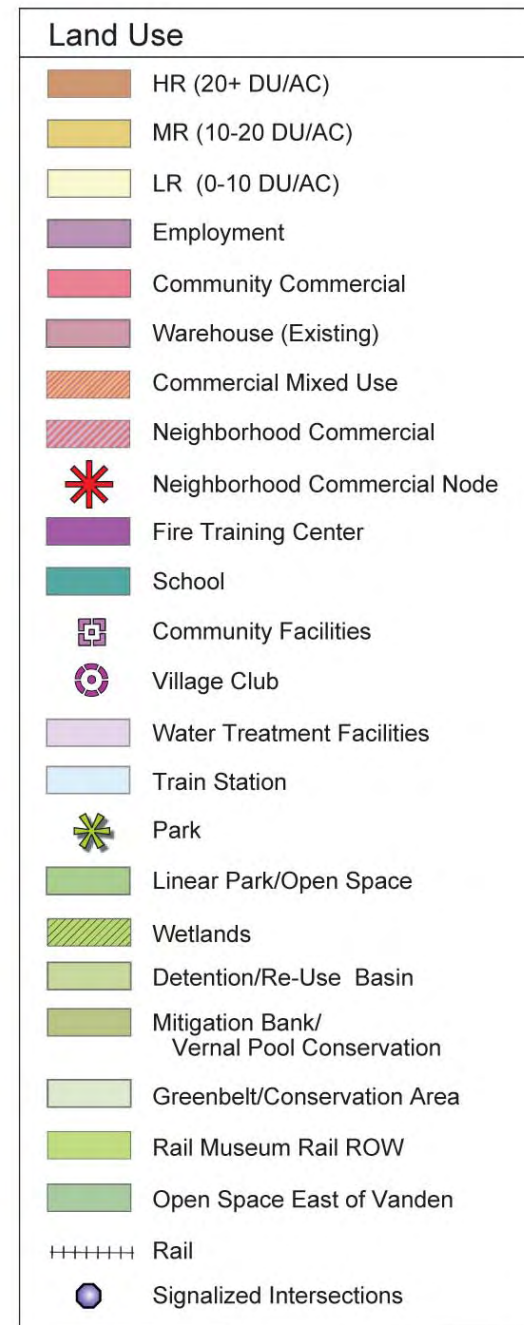 Land Use
HR (20+ DU/AC)
MR (10-20 DU/AC)
LR (0-10 DU/AC)
Employment
Community Commercial
Warehouse (Existing)
Commercial Mixed Use
Neighborhood Commercial
Neighborhood Commercial Node
Fire Training Center
School
Community Facilities
Village Club
Water Treatment Facilities
Train Station
Park
Linear Park/Open Space
Wetlands
Detention/Re-Use Basin
Mitigation Bank/
Vernal Pool Conservation
Greenbelt/Conservation Area
Rail Museum Rail ROW
Open Space East of Vanden
Rail
Signalized Intersections